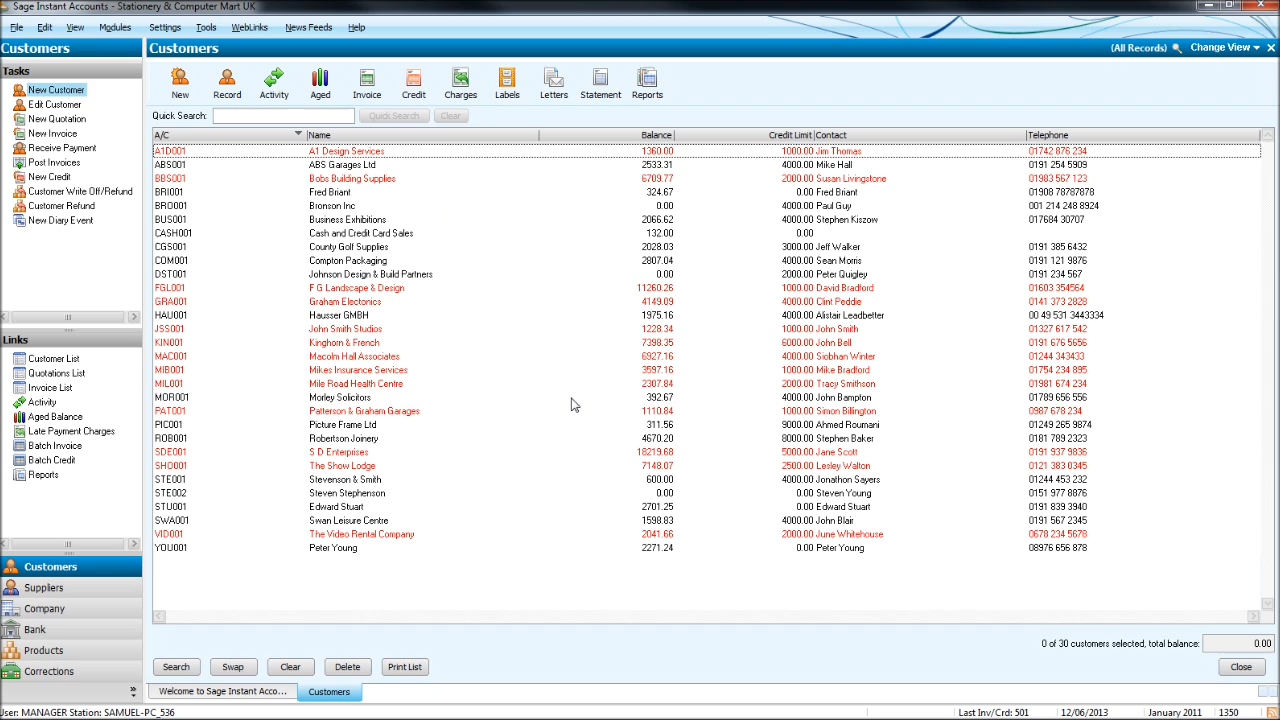 Sage Instant Accounts - Stationery & Computer Mart UK
File Edit View Modules Settings Tools WebLinks News Feeds Help
Customers
Tasks
New Customer
Edit Customer
New Quotation
New Invoice
Receive Payment
Post Invoices
New Credit
Customer Write Off/Refund
Customer Refund
New Diary Event
Links
Customer List
Quotations List
Invoice List
Activity
Aged Balance
Late Payment Charges
Batch Invoice
Batch Credit
Reports
Customers
Suppliers
Company
Bank
Products
Corrections
Customers (All Records) Change View
New Record Activity Aged Invoice Credit Charges Labels Letters Statement Reports
Quick Search: Quick Search Clear
A/C Name Balance Credit Limit Contact Telephone
A1D001 A1 Design Services 1360.00 1000.00 Jim Thomas 01742 876 234
ABS001 ABS Garages Ltd 2533.31 4000.00 Mike Hall 0191 254 5909
BBS001 Bobs Building Supplies 6709.77 2000.00 Susan Livingstone 01983 567 123
BRI001 Fred Briant 324.67 0.00 Fred Briant 01908 78787878
BRO001 Bronson Inc 0.00 4000.00 Paul Guy 001 214 248 8924
BUS001 Business Exhibitions 2066.62 4000.00 Stephen Kiszow 017684 30707
CASH001 Cash and Credit Card Sales 132.00 0.00
CGS001 County Golf Supplies 2028.03 3000.00 Jeff Walker 0191 385 6432
COM001 Compton Packaging 2807.04 4000.00 Sean Morris 0191 121 9876
DST001 Johnson Design & Build Partners 0.00 2000.00 Peter Quigley 0191 234 567
FGL001 F G Landscape & Design 11260.26 1000.00 David Bradford 01603 354564
GRA001 Graham Electonics 4149.09 1000.00 Clint Peddie 0141 373 2828
HAU001 Hausser GMBH 1975.16 4000.00 Alistair Leadbetter 00 49 531 3443334
JSS001 John Smith Studios 1228.34 1000.00 John Smith 01327 617 542
KIN001 Kinghorn & French 7398.35 6000.00 John Bell 0191 676 5656
MAC001 Macolm Hall Associates 6927.16 4000.00 Siobhan Winter 01244 343433
MIB001 Mikes Insurance Services 3597.16 1000.00 Mike Bradford 01754 234 895
MIL001 Mile Road Health Centre 2307.84 2000.00 Tracy Smithson 01981 674 234
MOR001 Morley Solicitors 392.67 4000.00 John Bampton 01789 656 556
PAT001 Patterson & Graham Garages 1110.84 1000.00 Simon Billington 0987 678 234
PIC001 Picture Frame Ltd 311.56 9000.00 Ahmed Roumani 01249 265 9874
ROB001 Robertson Joinery 4670.20 8000.00 Stephen Baker 0181 789 2323
SDE001 S D Enterprises 18219.68 5000.00 Jane Scott 0191 937 9836
SHO001 The Show Lodge 7148.07 2500.00 Lesley Walton 0121 383 0345
STE001 Stevenson & Smith 600.00 4000.00 Jonathon Sayers 01244 453 232
STE002 Steven Stephenson 0.00 0.00 Steven Young 0151 977 8876
STU001 Edward Stuart 2701.25 0.00 Edward Stuart 0191 839 3940
SWA001 Swan Leisure Centre 1598.83 4000.00 John Blair 0191 567 2345
VID001 The Video Rental Company 2041.66 2000.00 June Whitehouse 0678 234 5678
YOU001 Peter Young 2271.24 0.00 Peter Young 08976 656 878
0 of 30 customers selected, total balance: 0.00
Search Swap Clear Delete Print List Close
Welcome to Sage Instant Acco... Customers
User: MANAGER Station: SAMUEL-PC_536 Last Inv/Crd: 501 12/06/2013 January 2011 1350